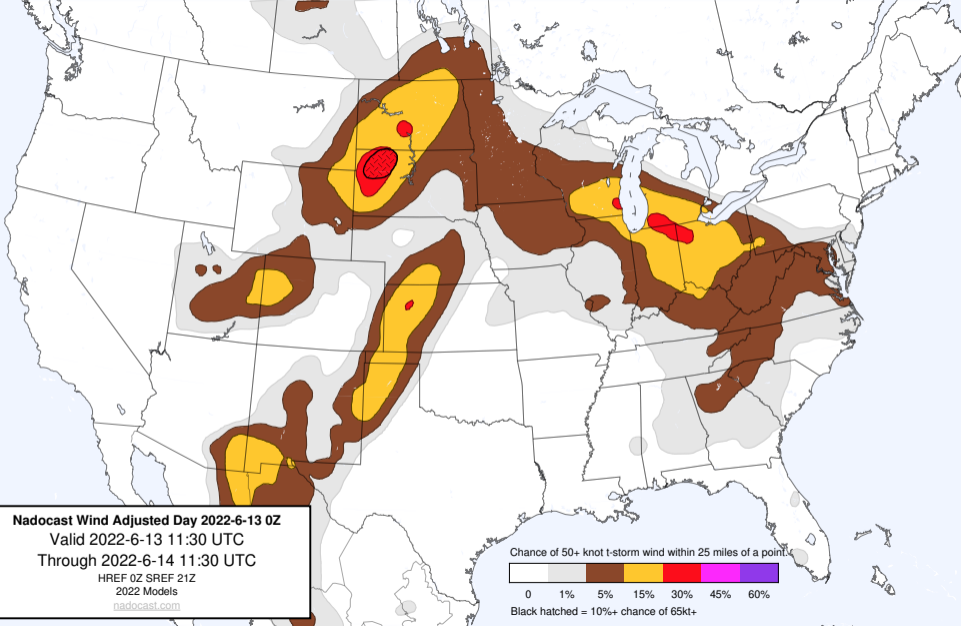 Nadocast Wind Adjusted Day 2022-6-13 0Z
Valid 2022-6-13 11:30 UTC
Through 2022-6-14 11:30 UTC
HREF 0Z SREF 21Z
2022 Models
nadocast.com
Chance of 50+ knot t-storm wind within 25 miles of a point.
0 1% 5% 15% 30% 45% 60%
Black hatched = 10%+ chance of 65kt+